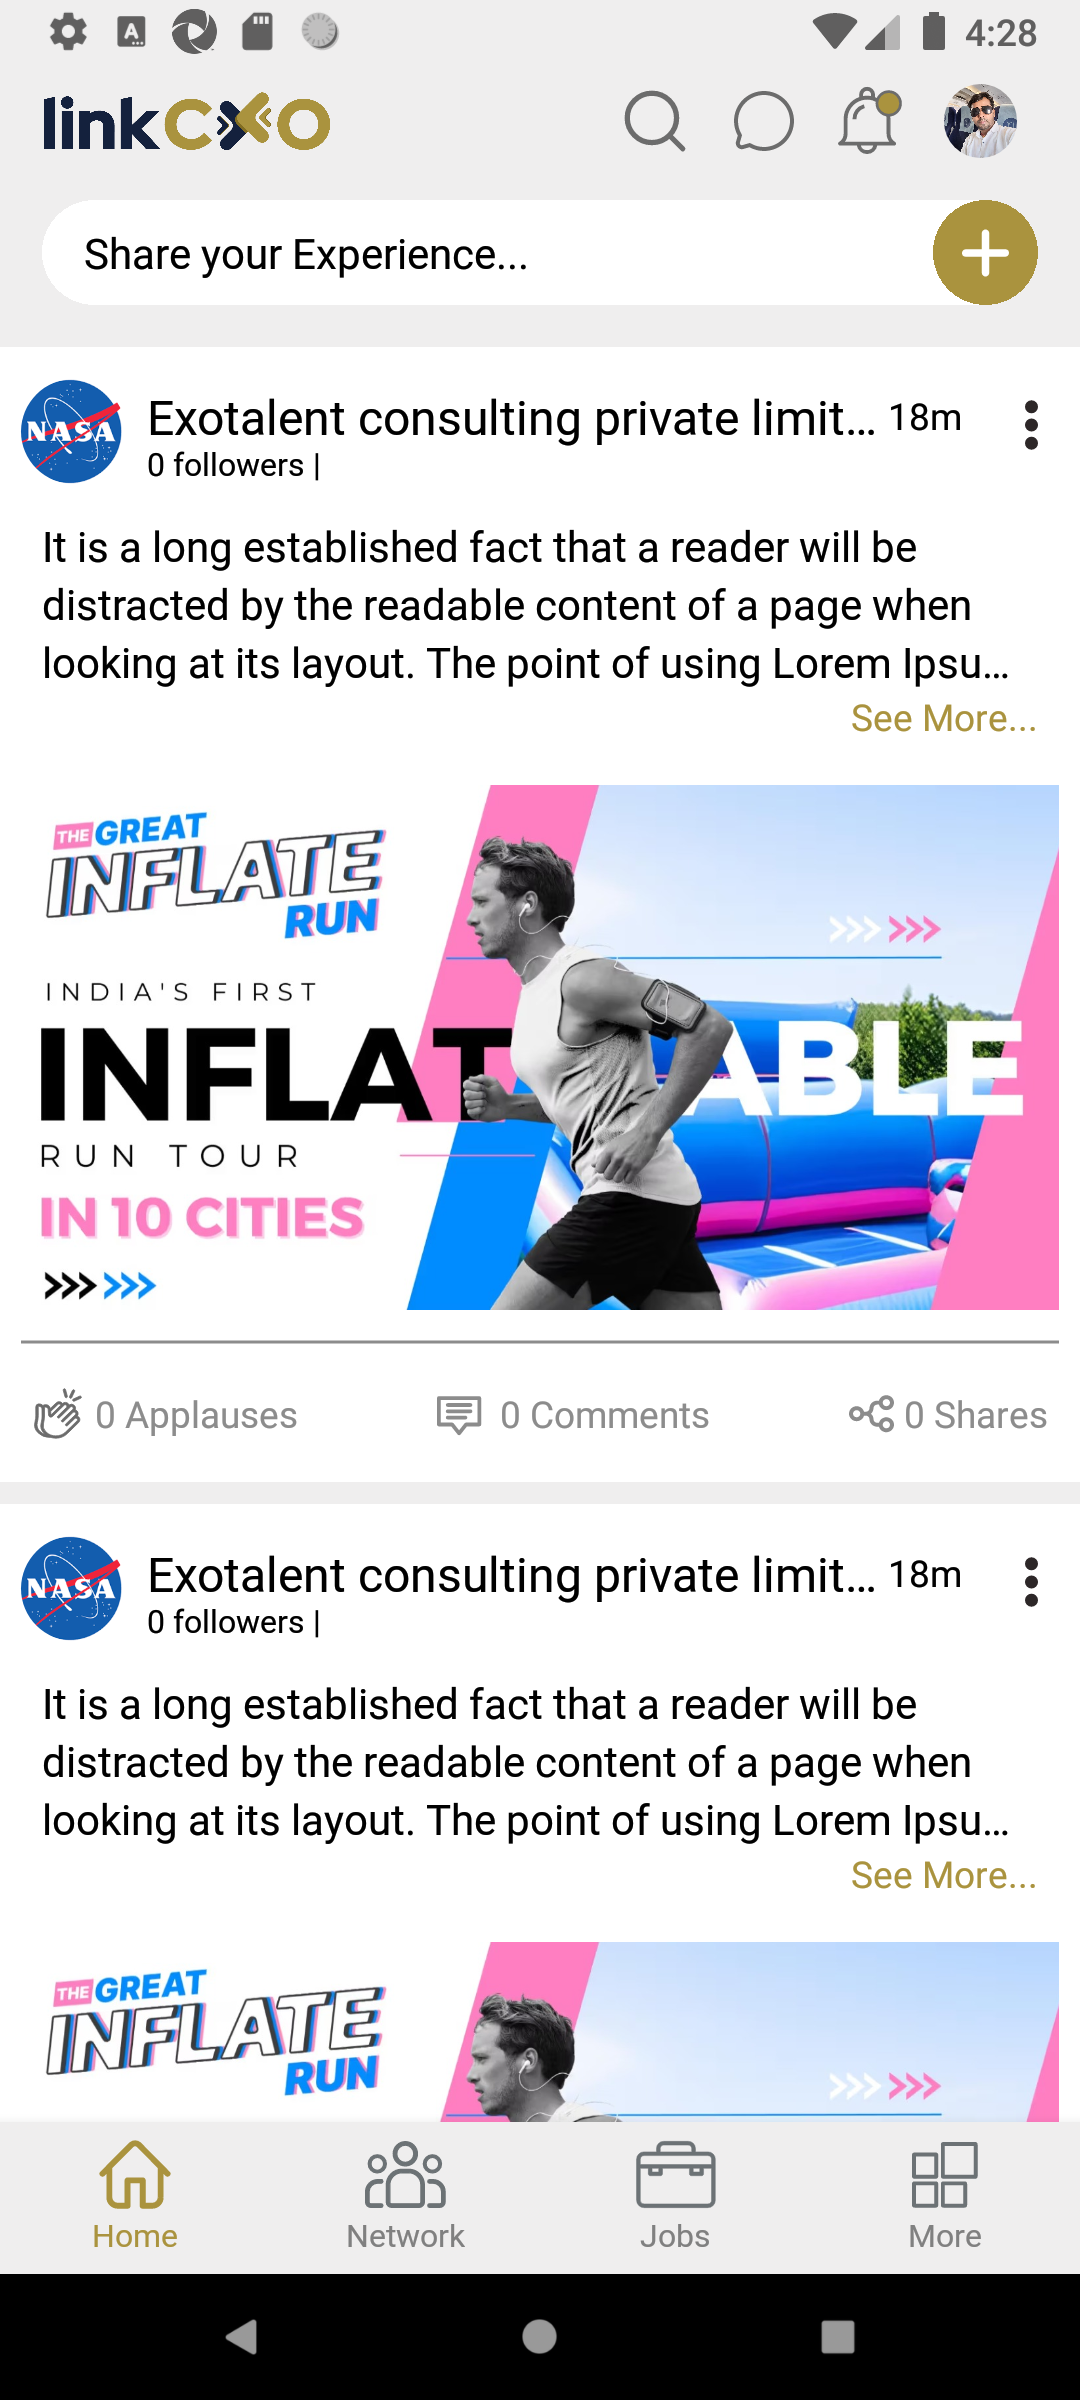 4:28
linkCXO
Share your Experience...
NASA
Exotalent consulting private limit... 18m
0 followers |
It is a long established fact that a reader will be
distracted by the readable content of a page when
looking at its layout. The point of using Lorem Ipsu...
See More...
THE GREAT
INFLATE
RUN
INDIA'S FIRST
INFLATABLE
RUN TOUR
IN 10 CITIES
0 Applauses 0 Comments 0 Shares
NASA
Exotalent consulting private limit... 18m
0 followers |
It is a long established fact that a reader will be
distracted by the readable content of a page when
looking at its layout. The point of using Lorem Ipsu...
See More...
THE GREAT
INFLATE
RUN
Home Network Jobs More